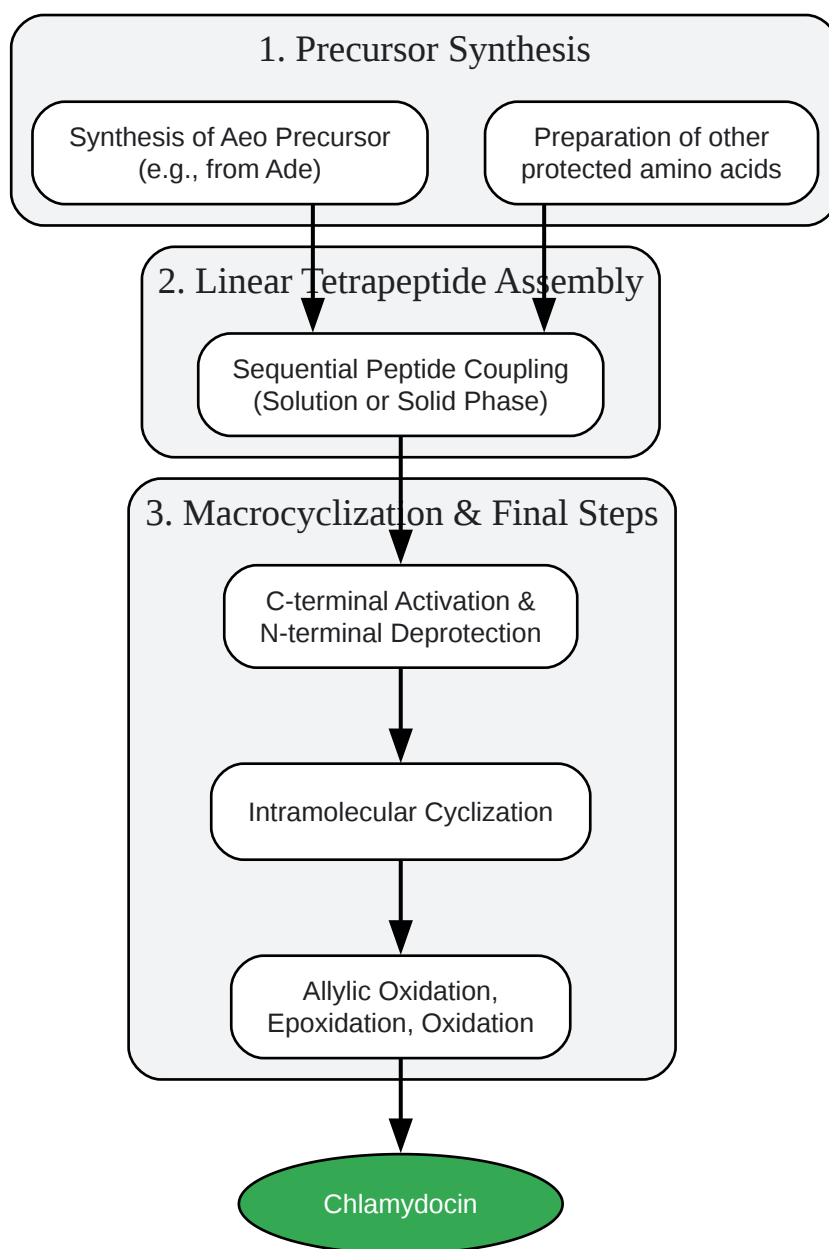 1. Precursor Synthesis
Synthesis of Aeo Precursor
(e.g., from Ade)
Preparation of other
protected amino acids
2. Linear Tetrapeptide Assembly
Sequential Peptide Coupling
(Solution or Solid Phase)
3. Macrocyclization & Final Steps
C-terminal Activation &
N-terminal Deprotection
Intramolecular Cyclization
Allylic Oxidation,
Epoxidation, Oxidation
Chlamydocin